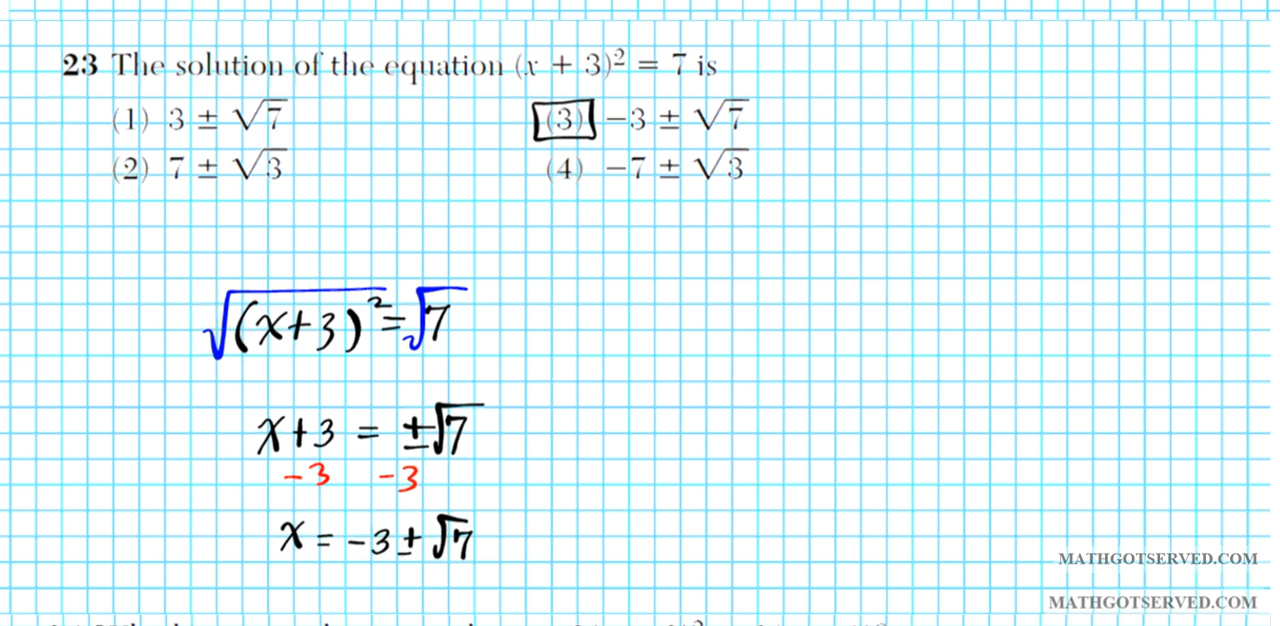 23 The solution of the equation (x + 3)² = 7 is
(1) 3 ± √7
(3) −3 ± √7
(2) 7 ± √3
(4) −7 ± √3
√(x+3)² = √7
x+3 = ±√7
-3 -3
x = -3 ± √7
MATHGOTSERVED.COM
MATHGOTSERVED.COM